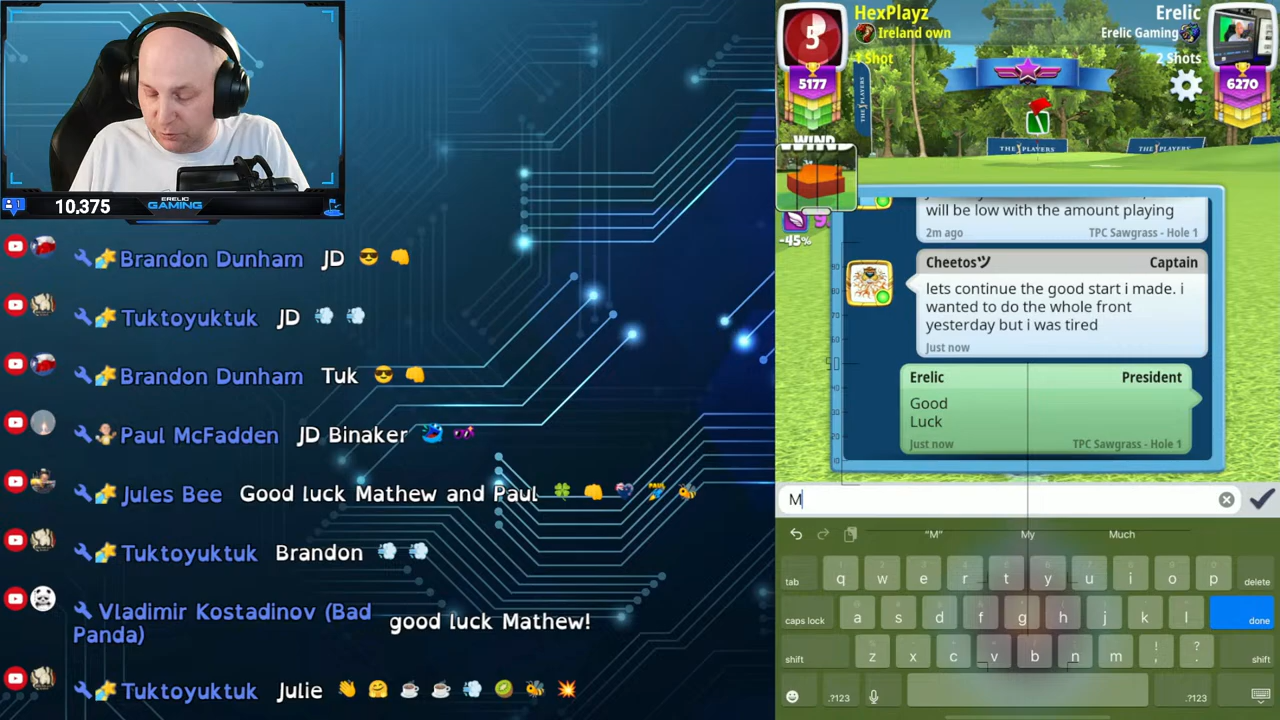 10,375
ERELIC
GAMING
Brandon Dunham JD 😎 👊
Tuktoyuktuk JD 💨 💨
Brandon Dunham Tuk 😎 👊
Paul McFadden JD Binaker
Jules Bee Good luck Mathew and Paul 🍀 👊
Tuktoyuktuk Brandon 💨 💨
Vladimir Kostadinov (Bad
Panda) good luck Mathew!
Tuktoyuktuk Julie 👋 🤗 ☕ ☕ 💨 🥝 🐝 💥
HexPlayz
Ireland own
1 Shot
5
5177
Erelic
Erelic Gaming
2 Shots
6270
THE PLAYERS
THE PLAYERS
THE PLAYERS
WIND
-45%
will be low with the amount playing
2m ago TPC Sawgrass - Hole 1
Cheetosツ Captain
lets continue the good start i made. i
wanted to do the whole front
yesterday but i was tired
Just now
Erelic President
Good
Luck
Just now TPC Sawgrass - Hole 1
M
"M" My Much
tab q w e r t y u i o p delete
caps lock a s d f g h j k l done
shift z x c v b n m ! , ? . shift
.?123 .?123